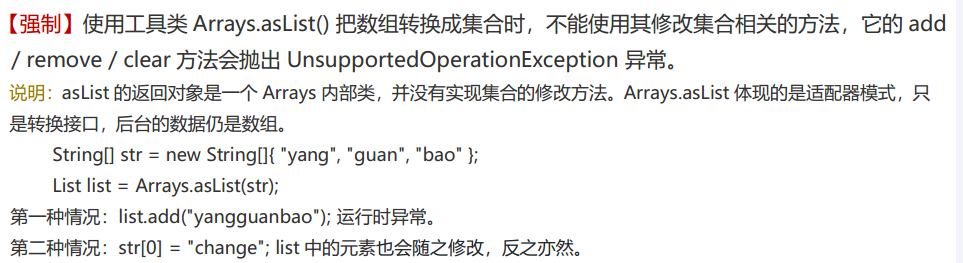 【强制】使用工具类 Arrays.asList() 把数组转换成集合时，不能使用其修改集合相关的方法，它的 add
/ remove / clear 方法会抛出 UnsupportedOperationException 异常。
说明：asList 的返回对象是一个 Arrays 内部类，并没有实现集合的修改方法。Arrays.asList 体现的是适配器模式，只
是转换接口，后台的数据仍是数组。
String[] str = new String[]{ "yang", "guan", "bao" };
List list = Arrays.asList(str);
第一种情况：list.add("yangguanbao"); 运行时异常。
第二种情况：str[0] = "change"; list 中的元素也会随之修改，反之亦然。